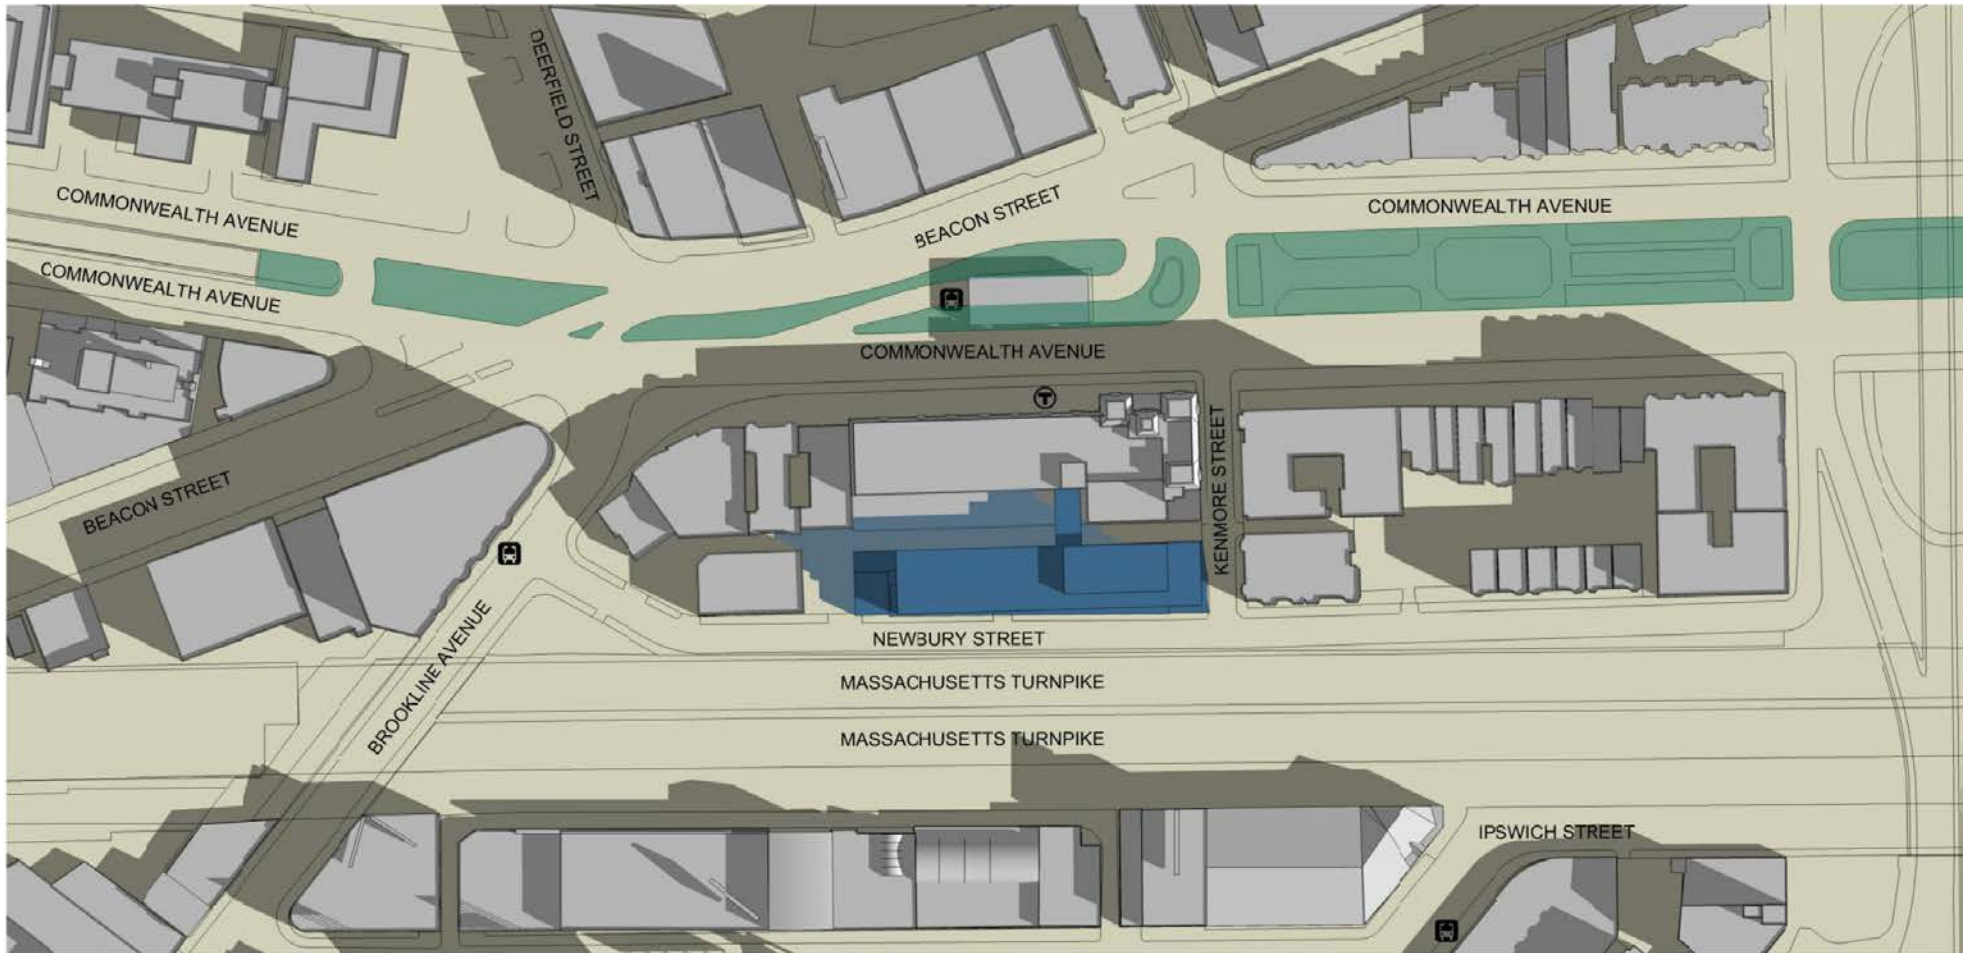 DEERFIELD STREET
COMMONWEALTH AVENUE
COMMONWEALTH AVENUE
BEACON STREET
COMMONWEALTH AVENUE
COMMONWEALTH AVENUE
T
BEACON STREET
KENMORE STREET
BROOKLINE AVENUE
NEWBURY STREET
MASSACHUSETTS TURNPIKE
MASSACHUSETTS TURNPIKE
IPSWICH STREET